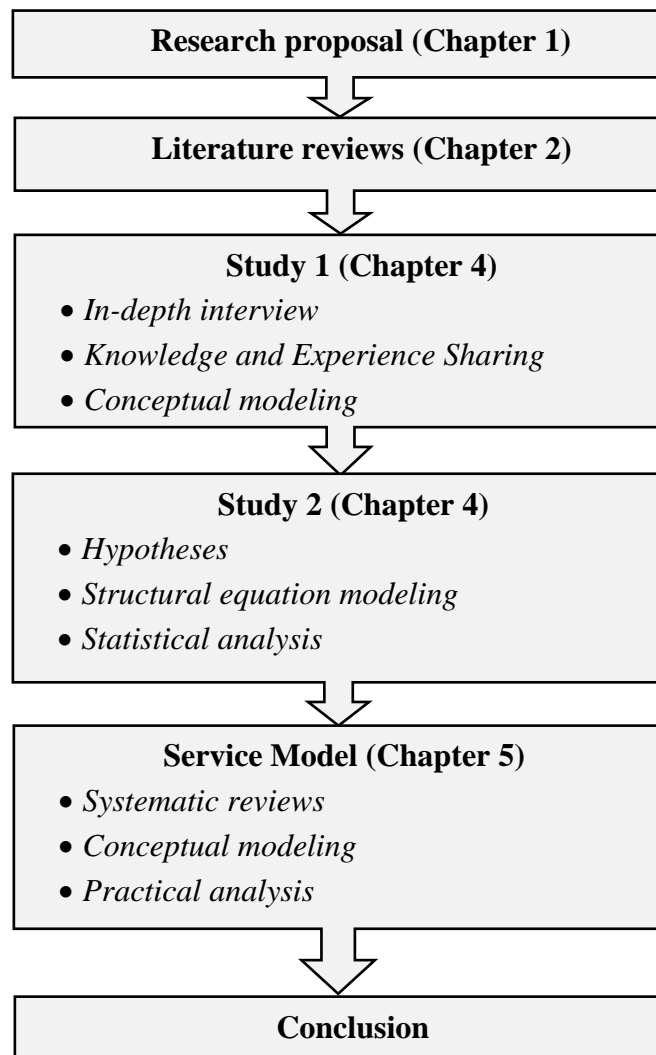 Research proposal (Chapter 1)
Literature reviews (Chapter 2)
Study 1 (Chapter 4)
• In-depth interview
• Knowledge and Experience Sharing
• Conceptual modeling
Study 2 (Chapter 4)
• Hypotheses
• Structural equation modeling
• Statistical analysis
Service Model (Chapter 5)
• Systematic reviews
• Conceptual modeling
• Practical analysis
Conclusion